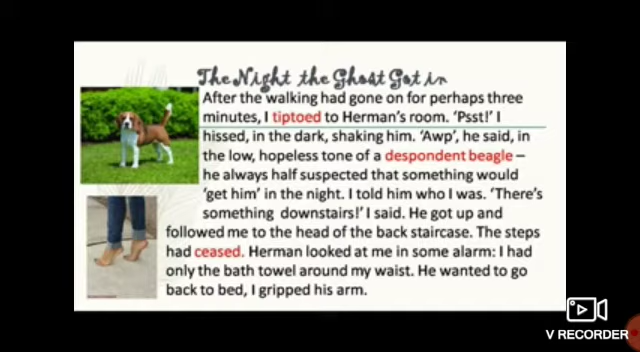 The Night the Ghost Got in
After the walking had gone on for perhaps three
minutes, I tiptoed to Herman's room. 'Psst!' I
hissed, in the dark, shaking him. 'Awp', he said, in
the low, hopeless tone of a despondent beagle –
he always half suspected that something would
'get him' in the night. I told him who I was. 'There's
something downstairs!' I said. He got up and
followed me to the head of the back staircase. The steps
had ceased. Herman looked at me in some alarm: I had
only the bath towel around my waist. He wanted to go
back to bed, I gripped his arm.
V RECORDER